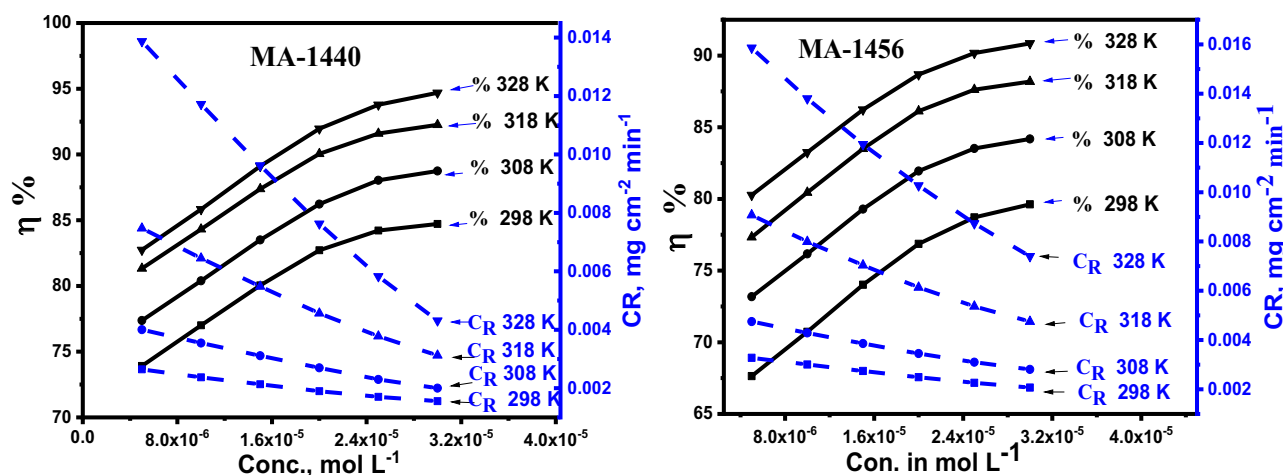 MA-1440
100
95
90
85
80
75
70
η %
0.0
8.0x10⁻⁶
1.6x10⁻⁵
2.4x10⁻⁵
3.2x10⁻⁵
4.0x10⁻⁵
Conc., mol L⁻¹
0.014
0.012
0.010
0.008
0.006
0.004
0.002
CR, mg cm⁻² min⁻¹
% 328 K
% 318 K
% 308 K
% 298 K
C_R 328 K
C_R 318 K
C_R 308 K
C_R 298 K
MA-1456
90
85
80
75
70
65
η %
8.0x10⁻⁶
1.6x10⁻⁵
2.4x10⁻⁵
3.2x10⁻⁵
4.0x10⁻⁵
Con. in mol L⁻¹
0.016
0.014
0.012
0.010
0.008
0.006
0.004
0.002
CR, mg cm⁻² min⁻¹
% 328 K
% 318 K
% 308 K
% 298 K
C_R 328 K
C_R 318 K
C_R 308 K
C_R 298 K